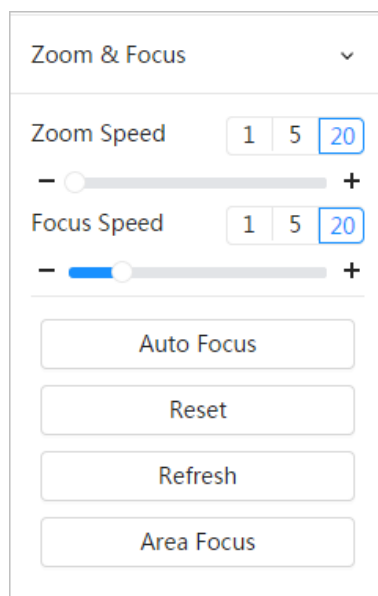 Zoom & Focus
Zoom Speed 1 5 20
− +
Focus Speed 1 5 20
− +
Auto Focus
Reset
Refresh
Area Focus